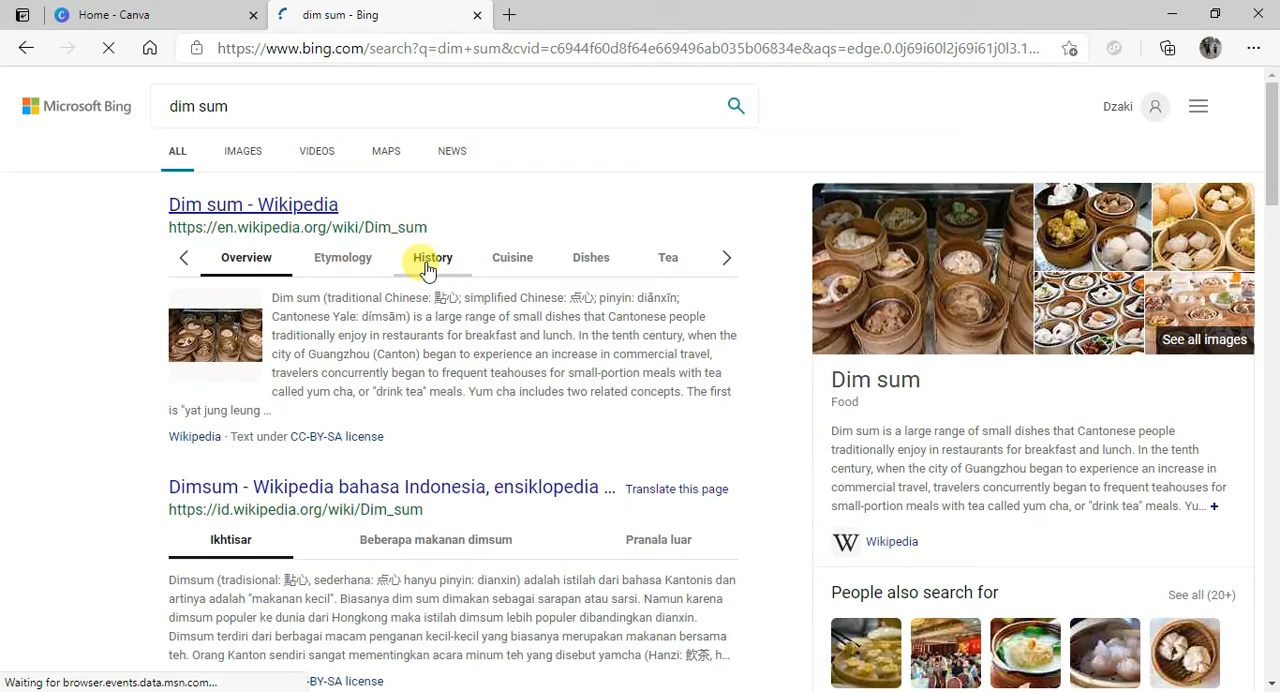 Home - Canva
dim sum - Bing
https://www.bing.com/search?q=dim+sum&cvid=c6944f60d8f64e669496ab035b06834e&aqs=edge.0.0j69i60l2j69i61j0l3.1...
Microsoft Bing
dim sum
Dzaki
ALL
IMAGES
VIDEOS
MAPS
NEWS
Dim sum - Wikipedia
https://en.wikipedia.org/wiki/Dim_sum
Overview
Etymology
History
Cuisine
Dishes
Tea
Dim sum (traditional Chinese: 點心; simplified Chinese: 点心; pinyin: diǎnxīn;
Cantonese Yale: dímsām) is a large range of small dishes that Cantonese people
traditionally enjoy in restaurants for breakfast and lunch. In the tenth century, when the
city of Guangzhou (Canton) began to experience an increase in commercial travel,
travelers concurrently began to frequent teahouses for small-portion meals with tea
called yum cha, or "drink tea" meals. Yum cha includes two related concepts. The first
is "yat jung leung ...
Wikipedia · Text under CC-BY-SA license
Dimsum - Wikipedia bahasa Indonesia, ensiklopedia ...
Translate this page
https://id.wikipedia.org/wiki/Dim_sum
Ikhtisar
Beberapa makanan dimsum
Pranala luar
Dimsum (tradisional: 點心, sederhana: 点心 hanyu pinyin: dianxin) adalah istilah dari bahasa Kantonis dan
artinya adalah "makanan kecil". Biasanya dim sum dimakan sebagai sarapan atau sarsi. Namun karena
dimsum populer ke dunia dari Hongkong maka istilah dimsum lebih populer dibandingkan dianxin.
Dimsum terdiri dari berbagai macam penganan kecil-kecil yang biasanya merupakan makanan bersama
teh. Orang Kanton sendiri sangat mementingkan acara minum teh yang disebut yamcha (Hanzi: 飲茶, h...
CC-BY-SA license
See all images
Dim sum
Food
Dim sum is a large range of small dishes that Cantonese people
traditionally enjoy in restaurants for breakfast and lunch. In the tenth
century, when the city of Guangzhou began to experience an increase in
commercial travel, travelers concurrently began to frequent teahouses for
small-portion meals with tea called yum cha, or "drink tea" meals. Yu... +
W Wikipedia
People also search for
See all (20+)
Waiting for browser.events.data.msn.com...